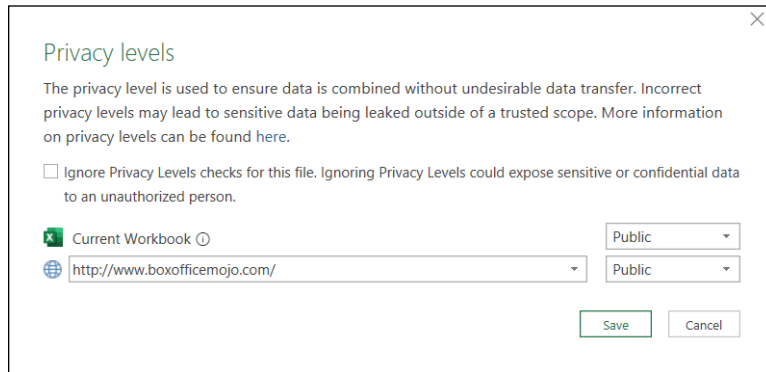 Privacy levels
The privacy level is used to ensure data is combined without undesirable data transfer. Incorrect
privacy levels may lead to sensitive data being leaked outside of a trusted scope. More information
on privacy levels can be found here.
Ignore Privacy Levels checks for this file. Ignoring Privacy Levels could expose sensitive or confidential data
to an unauthorized person.
Current Workbook Public
http://www.boxofficemojo.com/ Public
Save Cancel